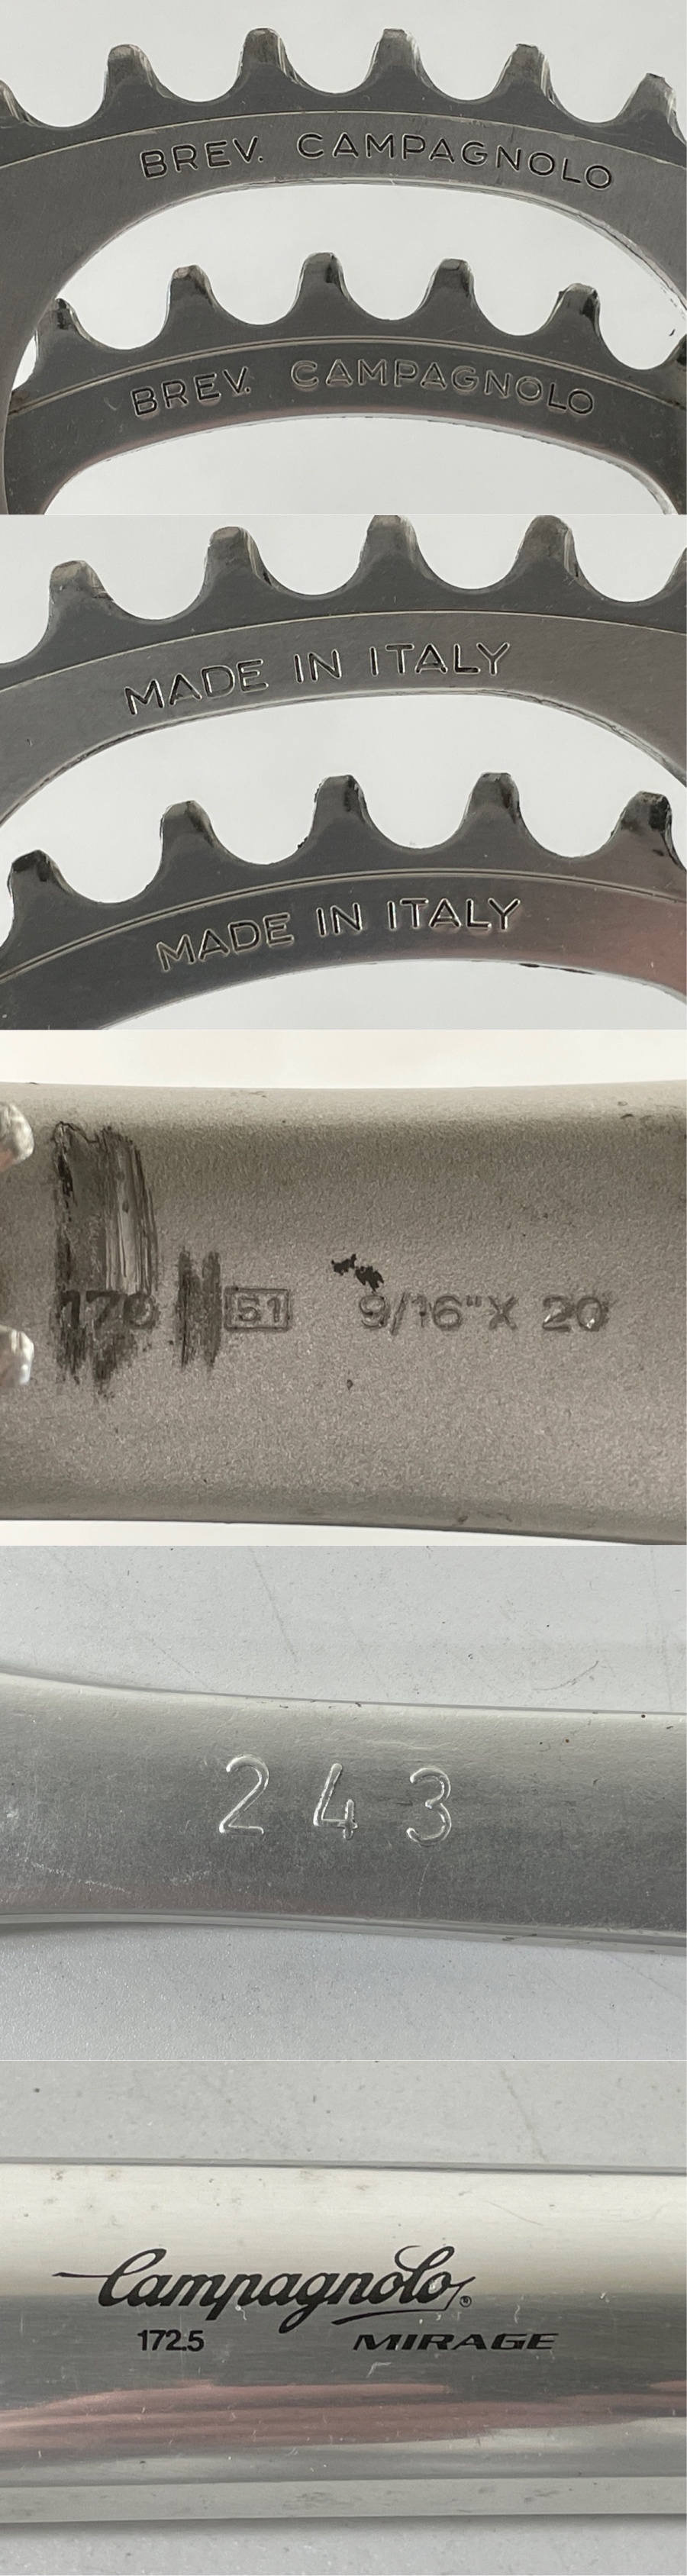 BREV. CAMPAGNOLO
BREV. CAMPAGNOLO
MADE IN ITALY
MADE IN ITALY
170 51 9/16"X 20
243
Campagnolo®
172.5 MIRAGE